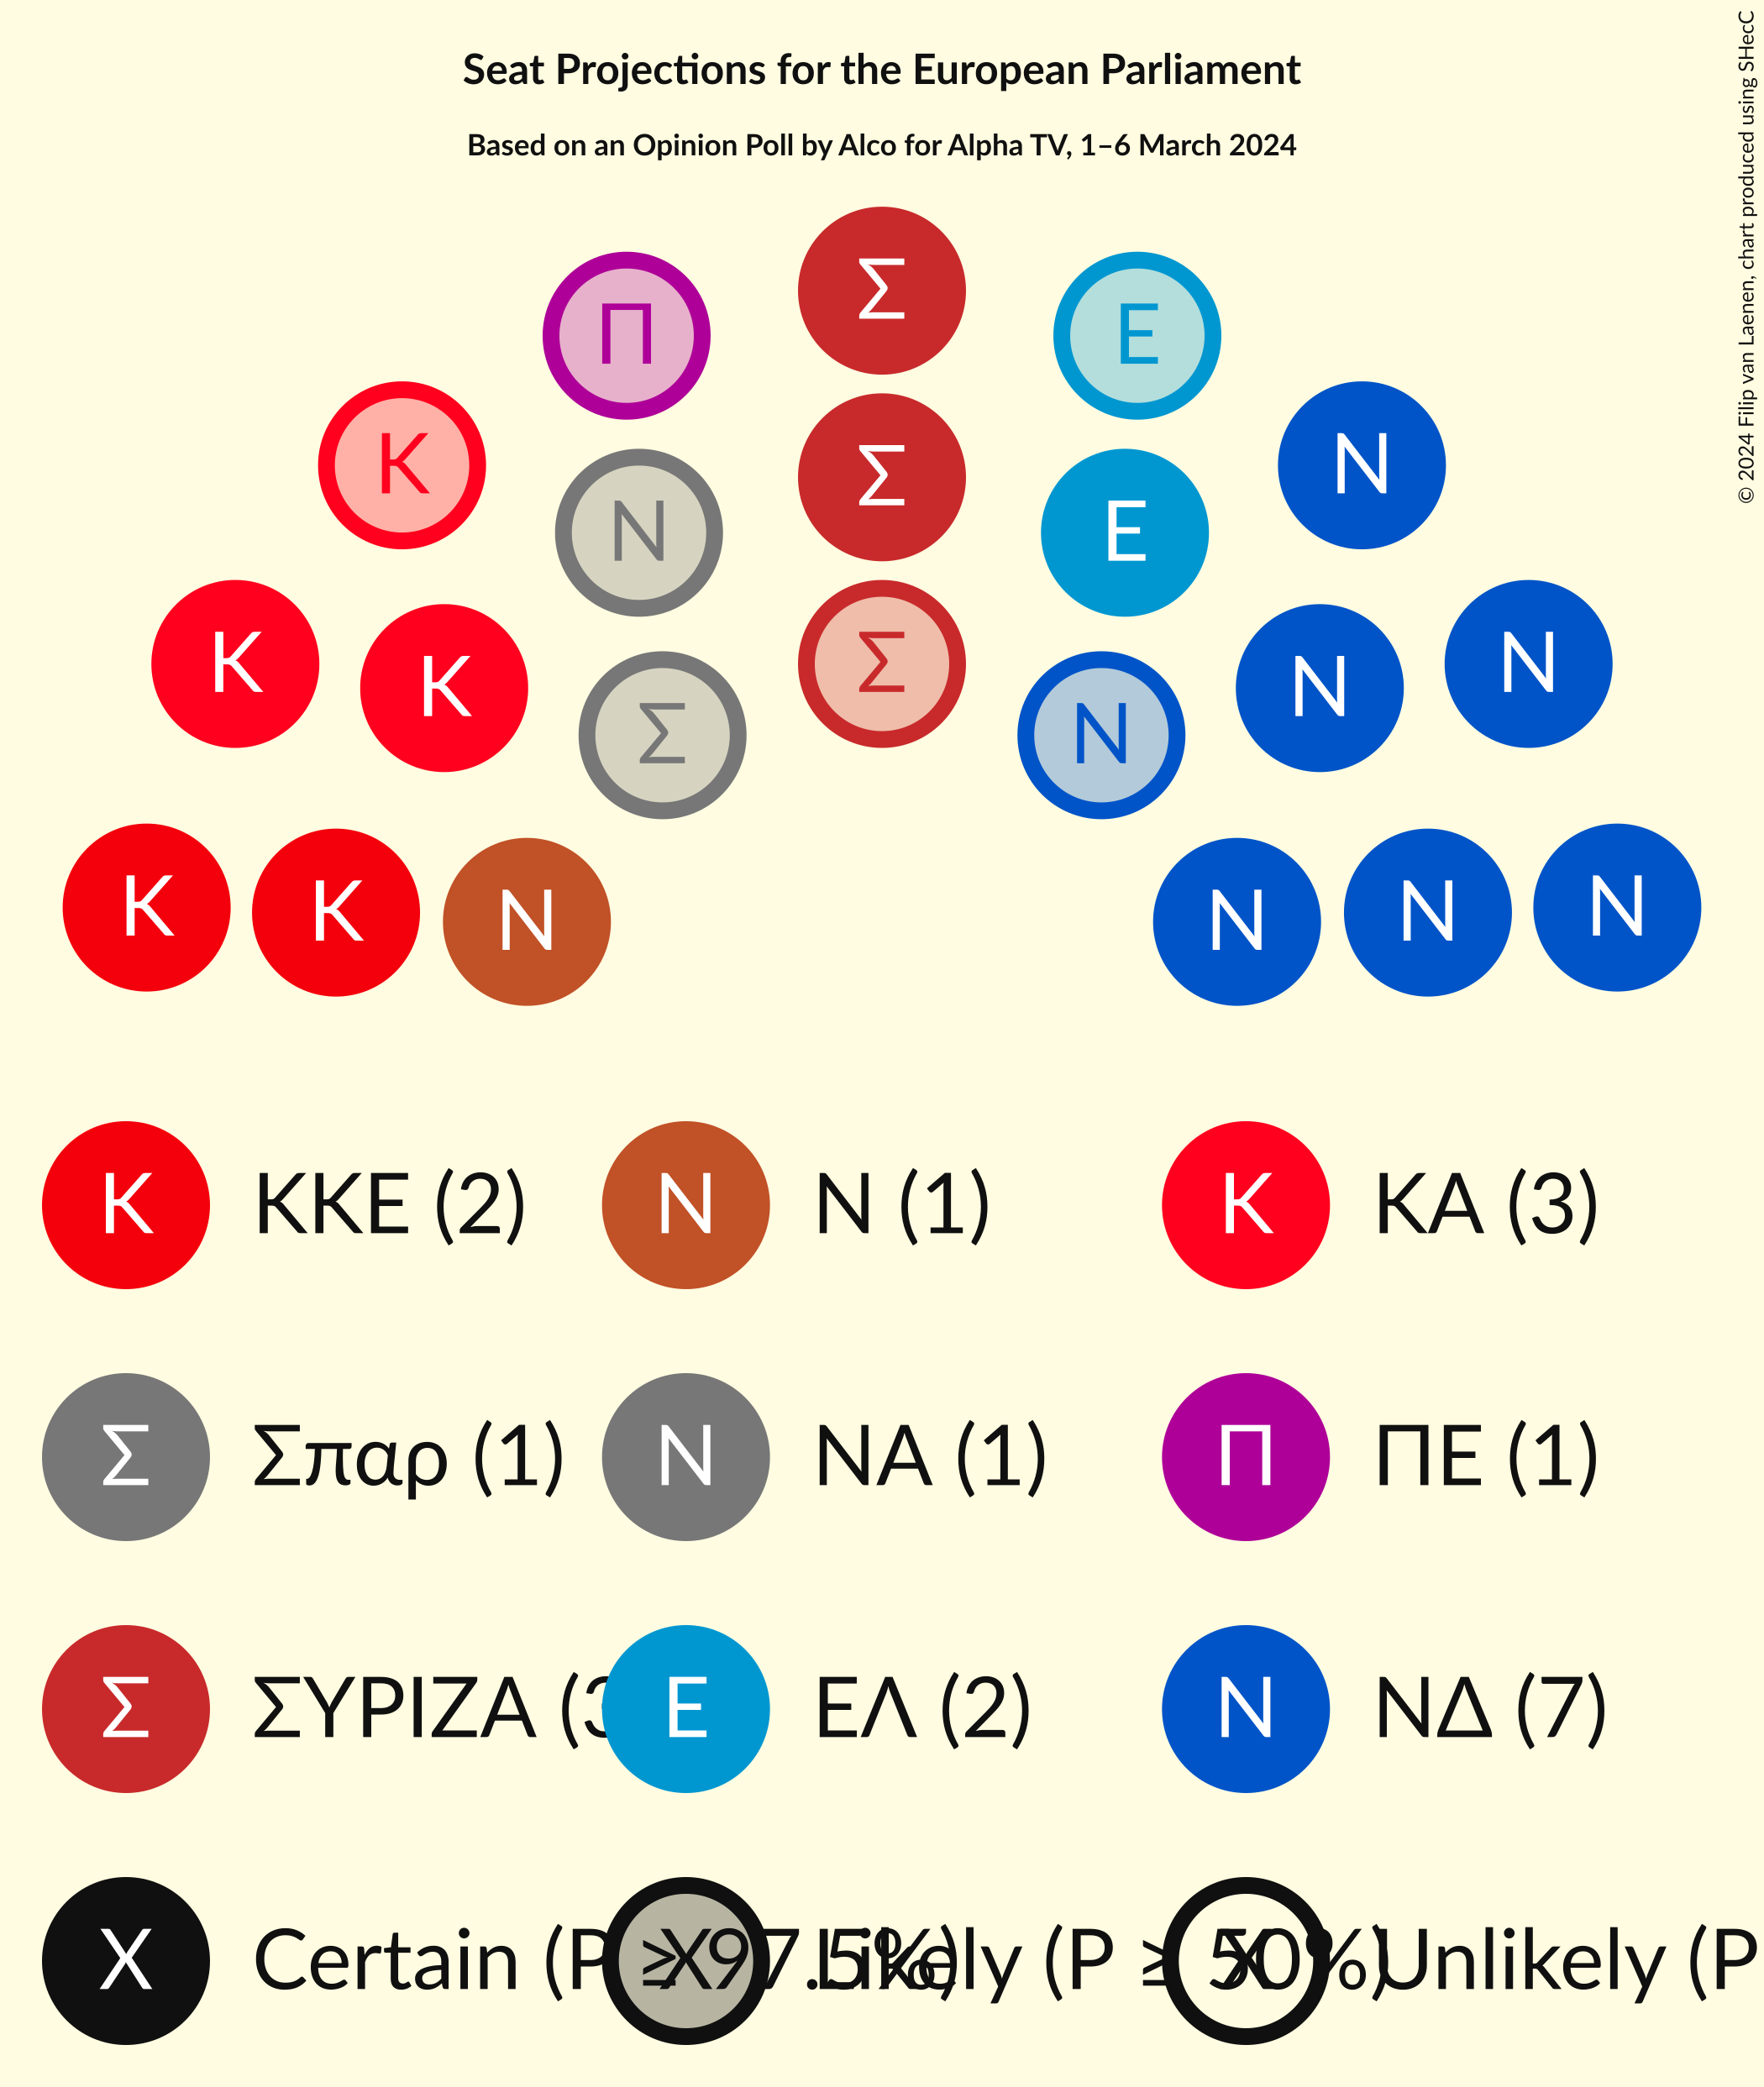 Seat Projections for the European Parliament
Based on an Opinion Poll by Alco for Alpha TV, 1–6 March 2024
© 2024 Filip van Laenen, chart produced using SHecC
Σ
Π Ε
Κ Σ Ν
Ν Ε
Κ Κ Σ Ν Ν
Σ Ν
Κ Κ Ν Ν Ν Ν
Κ ΚΚΕ (2) Ν Ν (1) Κ ΚΑ (3)
Σ Σπαρ (1) Ν ΝΑ (1) Π ΠΕ (1)
Σ ΣΥΡΙΖΑ (3 Ε ΕΛ (2) Ν ΝΔ (7)
X Certain (P ≥ 97.5%) X Likely (P ≥ 50%) X Unlikely (P